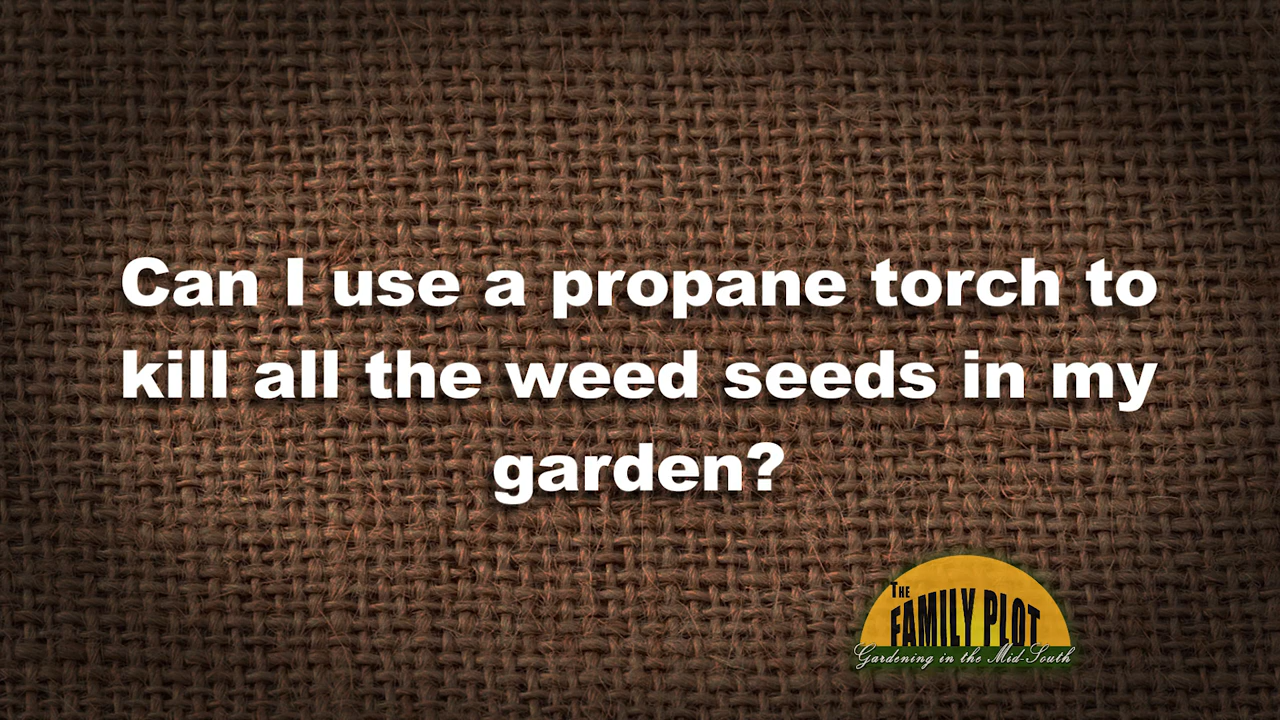 Can I use a propane torch to
kill all the weed seeds in my
garden?
THE
FAMILY PLOT
Gardening in the Mid-South